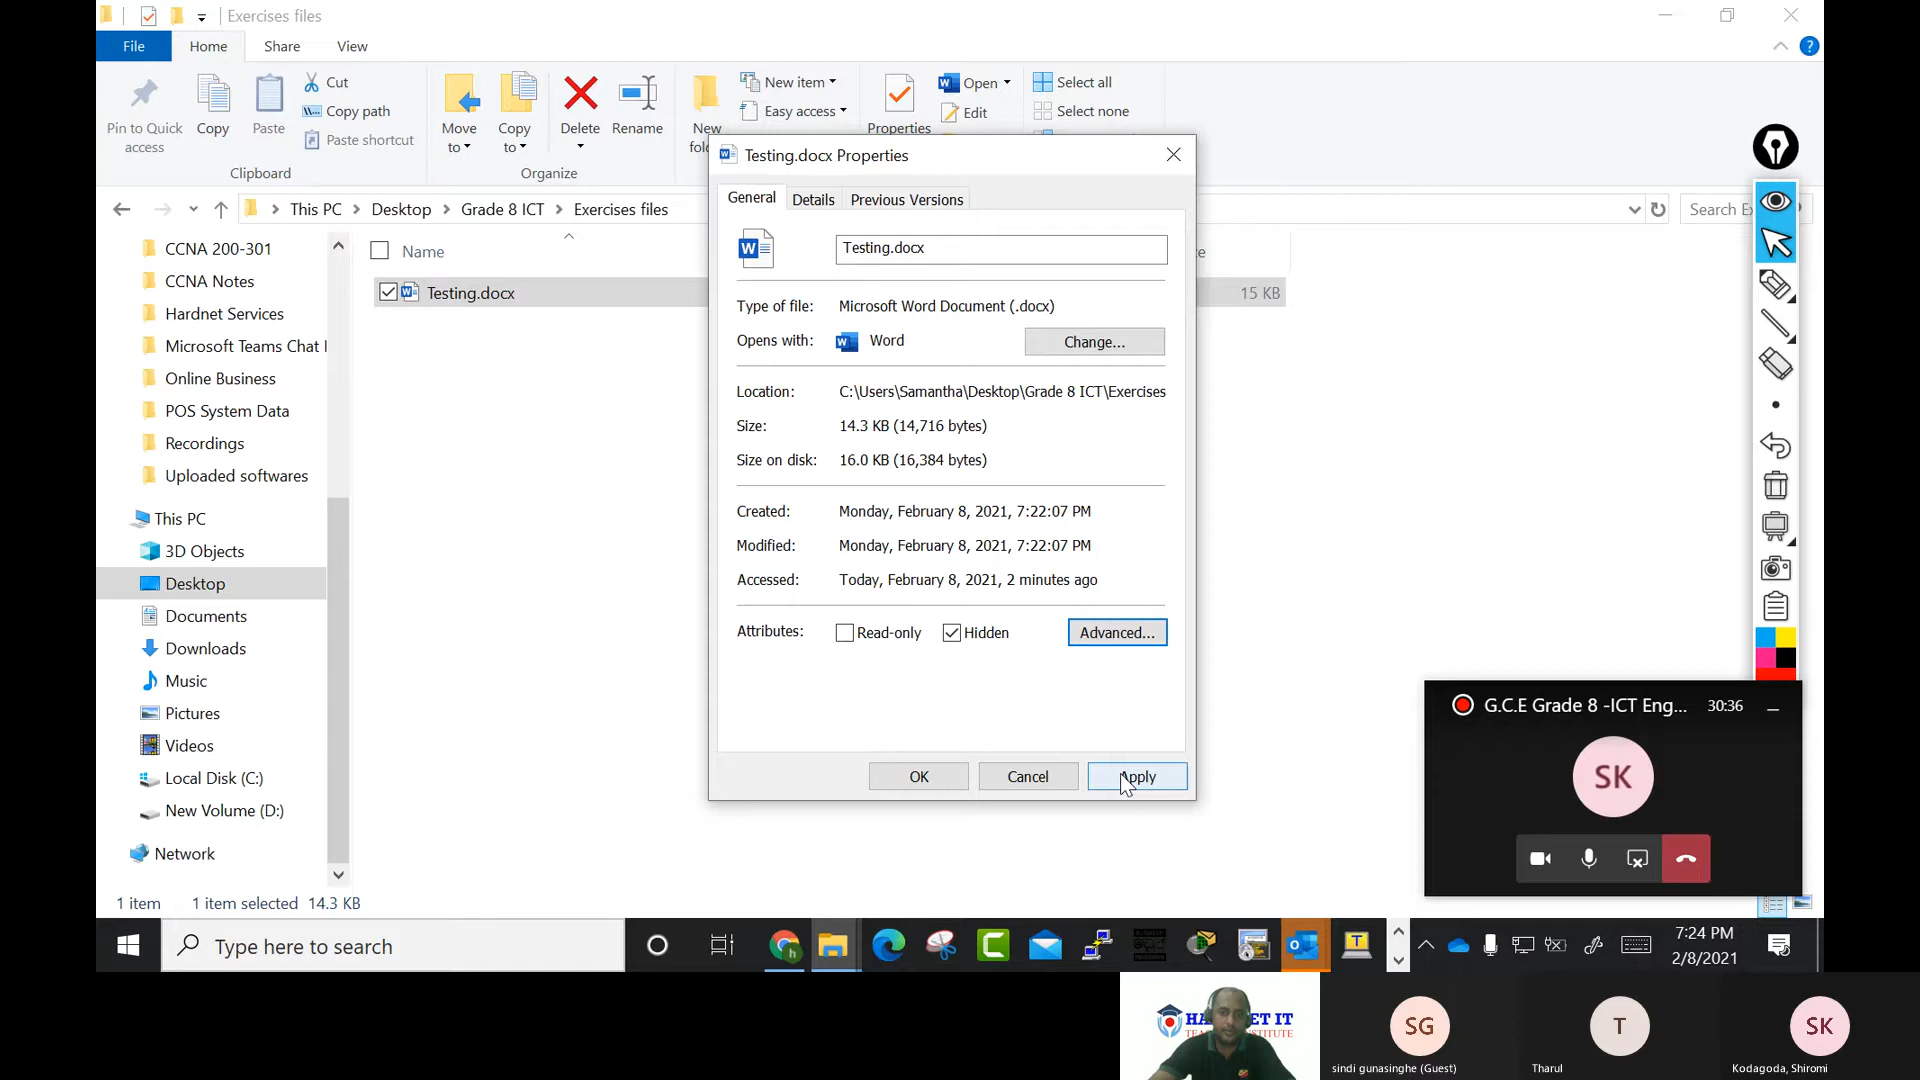 Exercises files
File Home Share View
Pin to Quick access
Copy
Paste
Cut
Copy path
Paste shortcut
Clipboard
Move to
Copy to
Delete
Rename
Organize
New
New item
Easy access
Properties
Open
Edit
Select all
Select none
This PC Desktop Grade 8 ICT Exercises files
Search
CCNA 200-301
CCNA Notes
Hardnet Services
Microsoft Teams Chat
Online Business
POS System Data
Recordings
Uploaded softwares
This PC
3D Objects
Desktop
Documents
Downloads
Music
Pictures
Videos
Local Disk (C:)
New Volume (D:)
Network
Name
Testing.docx
15 KB
Testing.docx Properties
General Details Previous Versions
Testing.docx
Type of file: Microsoft Word Document (.docx)
Opens with: Word Change...
Location: C:\Users\Samantha\Desktop\Grade 8 ICT\Exercises
Size: 14.3 KB (14,716 bytes)
Size on disk: 16.0 KB (16,384 bytes)
Created: Monday, February 8, 2021, 7:22:07 PM
Modified: Monday, February 8, 2021, 7:22:07 PM
Accessed: Today, February 8, 2021, 2 minutes ago
Attributes: Read-only Hidden Advanced...
OK Cancel Apply
G.C.E Grade 8 -ICT Eng... 30:36
SK
1 item 1 item selected 14.3 KB
Type here to search
7:24 PM
2/8/2021
SG
sindi gunasinghe (Guest)
T
Tharul
SK
Kodagoda, Shiromi